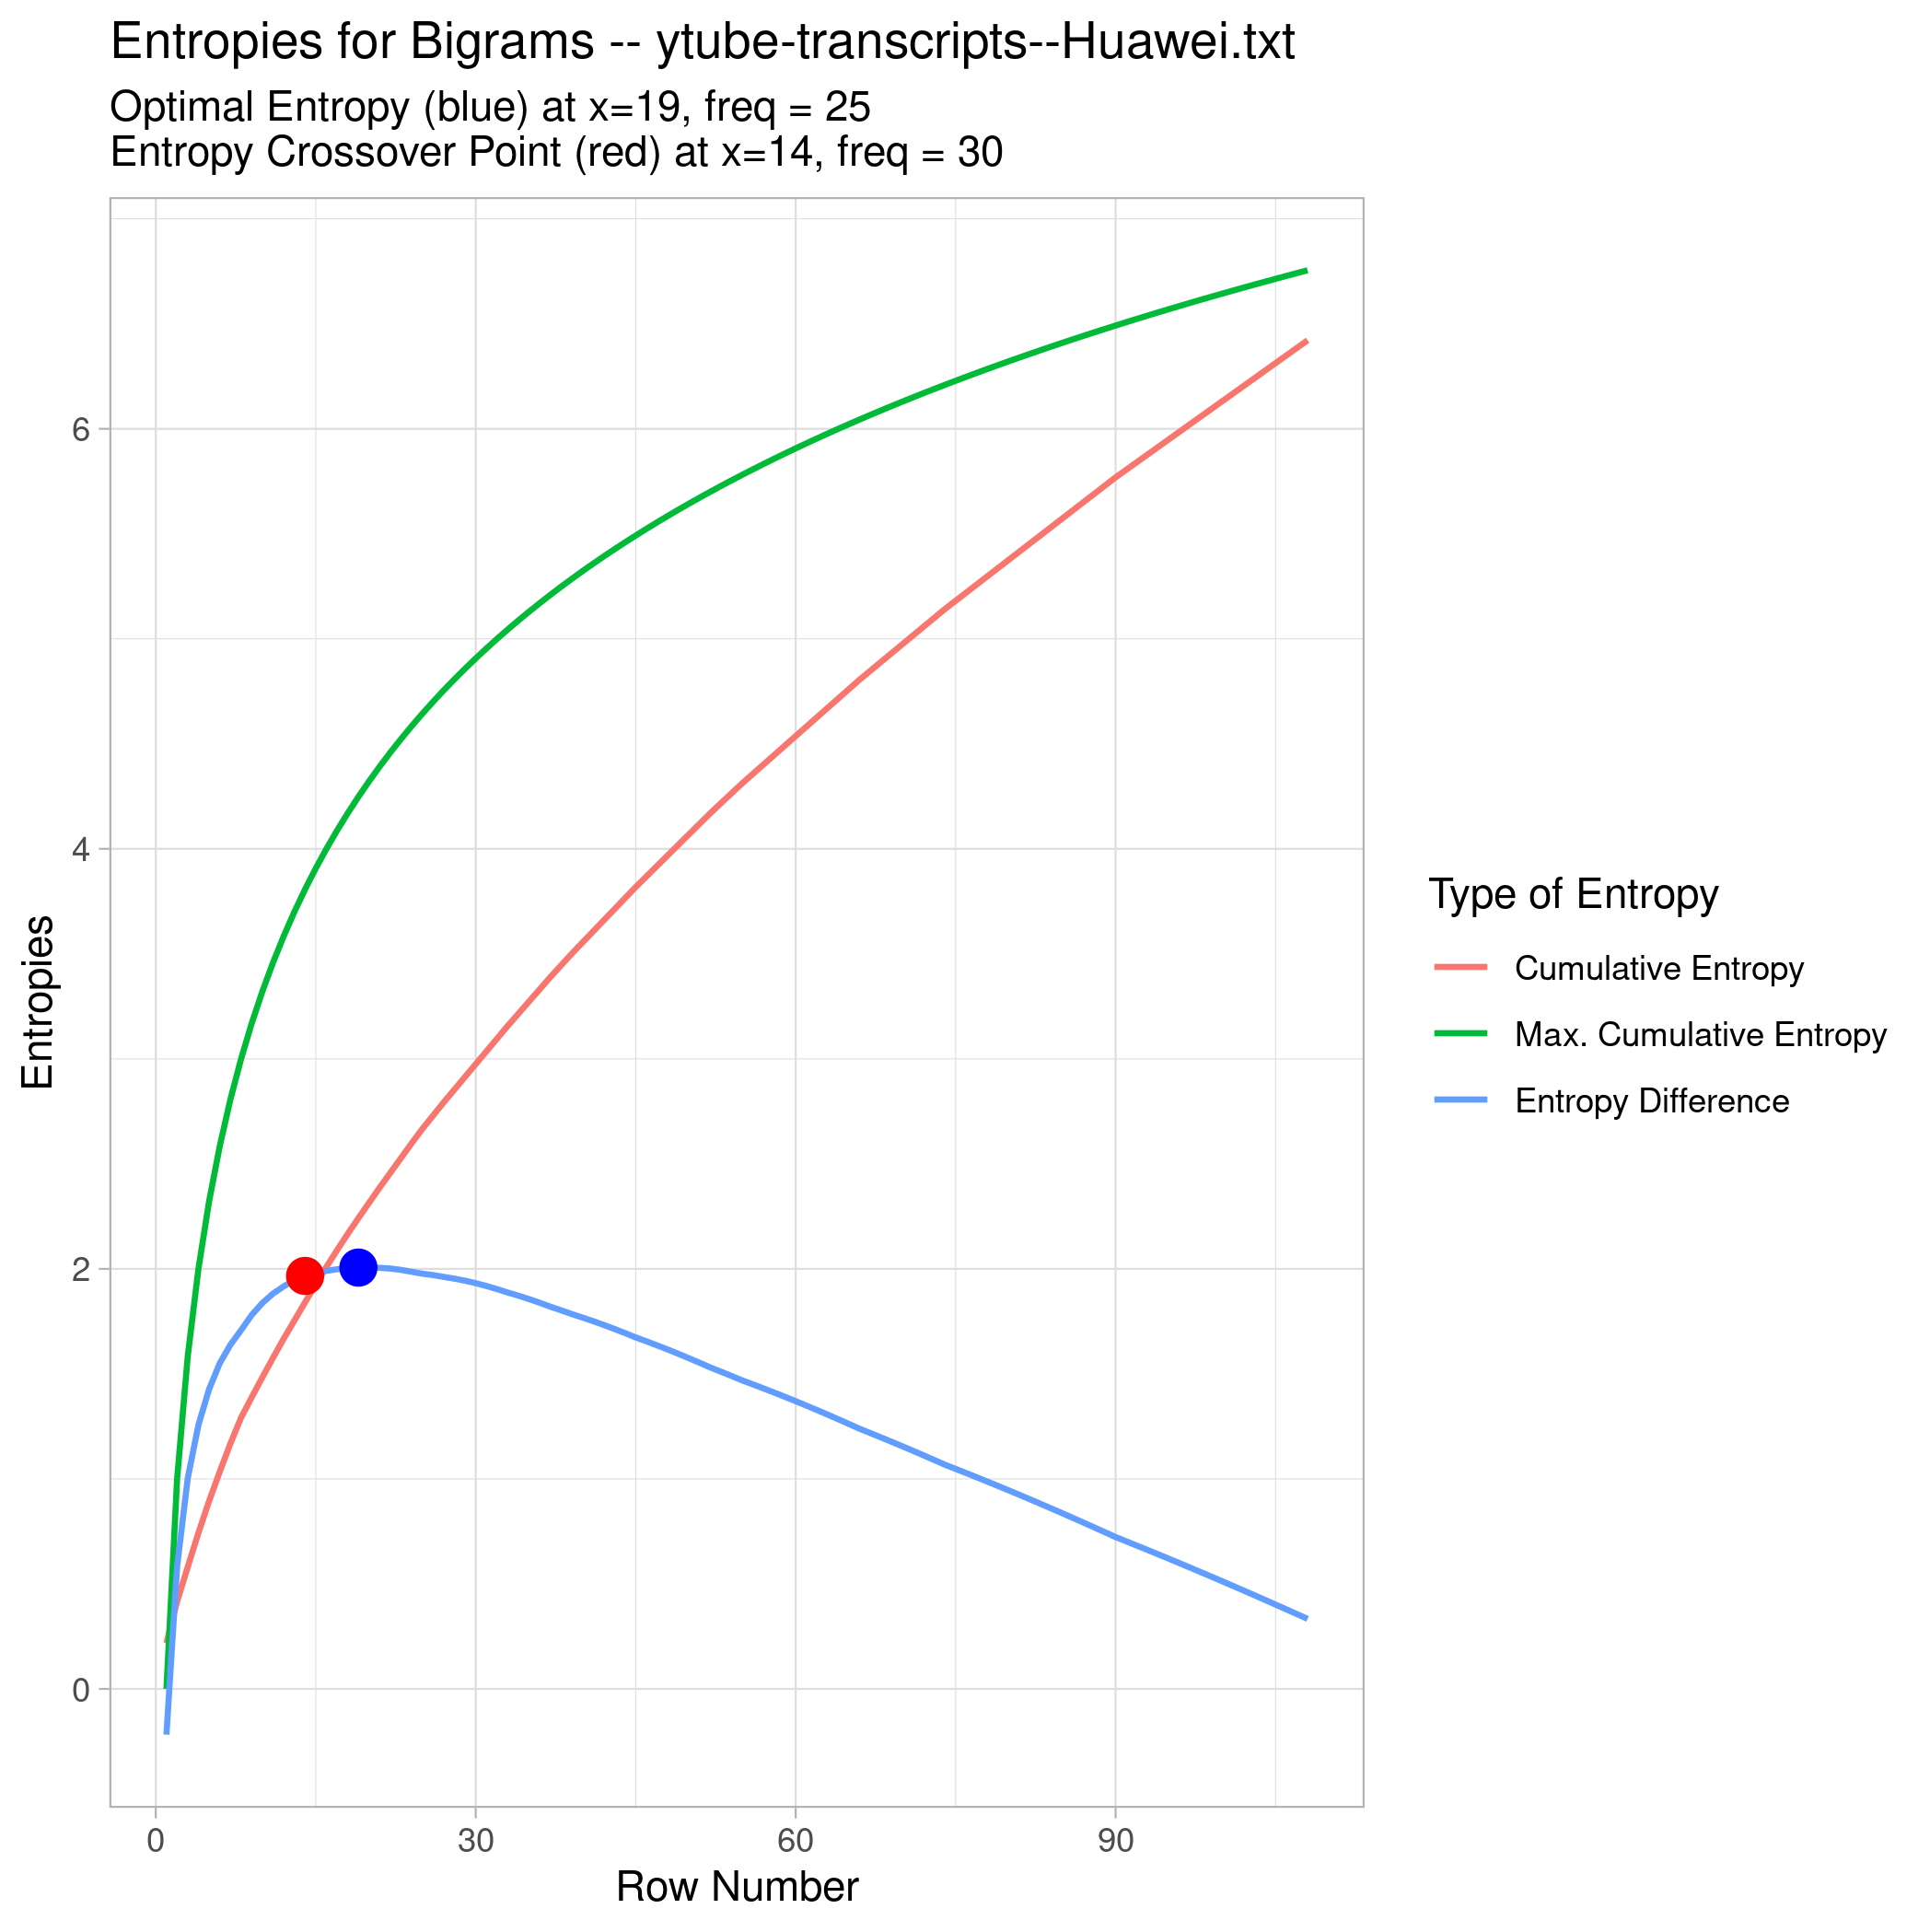 Entropies for Bigrams -- ytube-transcripts--Huawei.txt
Optimal Entropy (blue) at x=19, freq = 25
Entropy Crossover Point (red) at x=14, freq = 30
Entropies
6
4
2
0
0 30 60 90
Row Number
Type of Entropy
Cumulative Entropy
Max. Cumulative Entropy
Entropy Difference